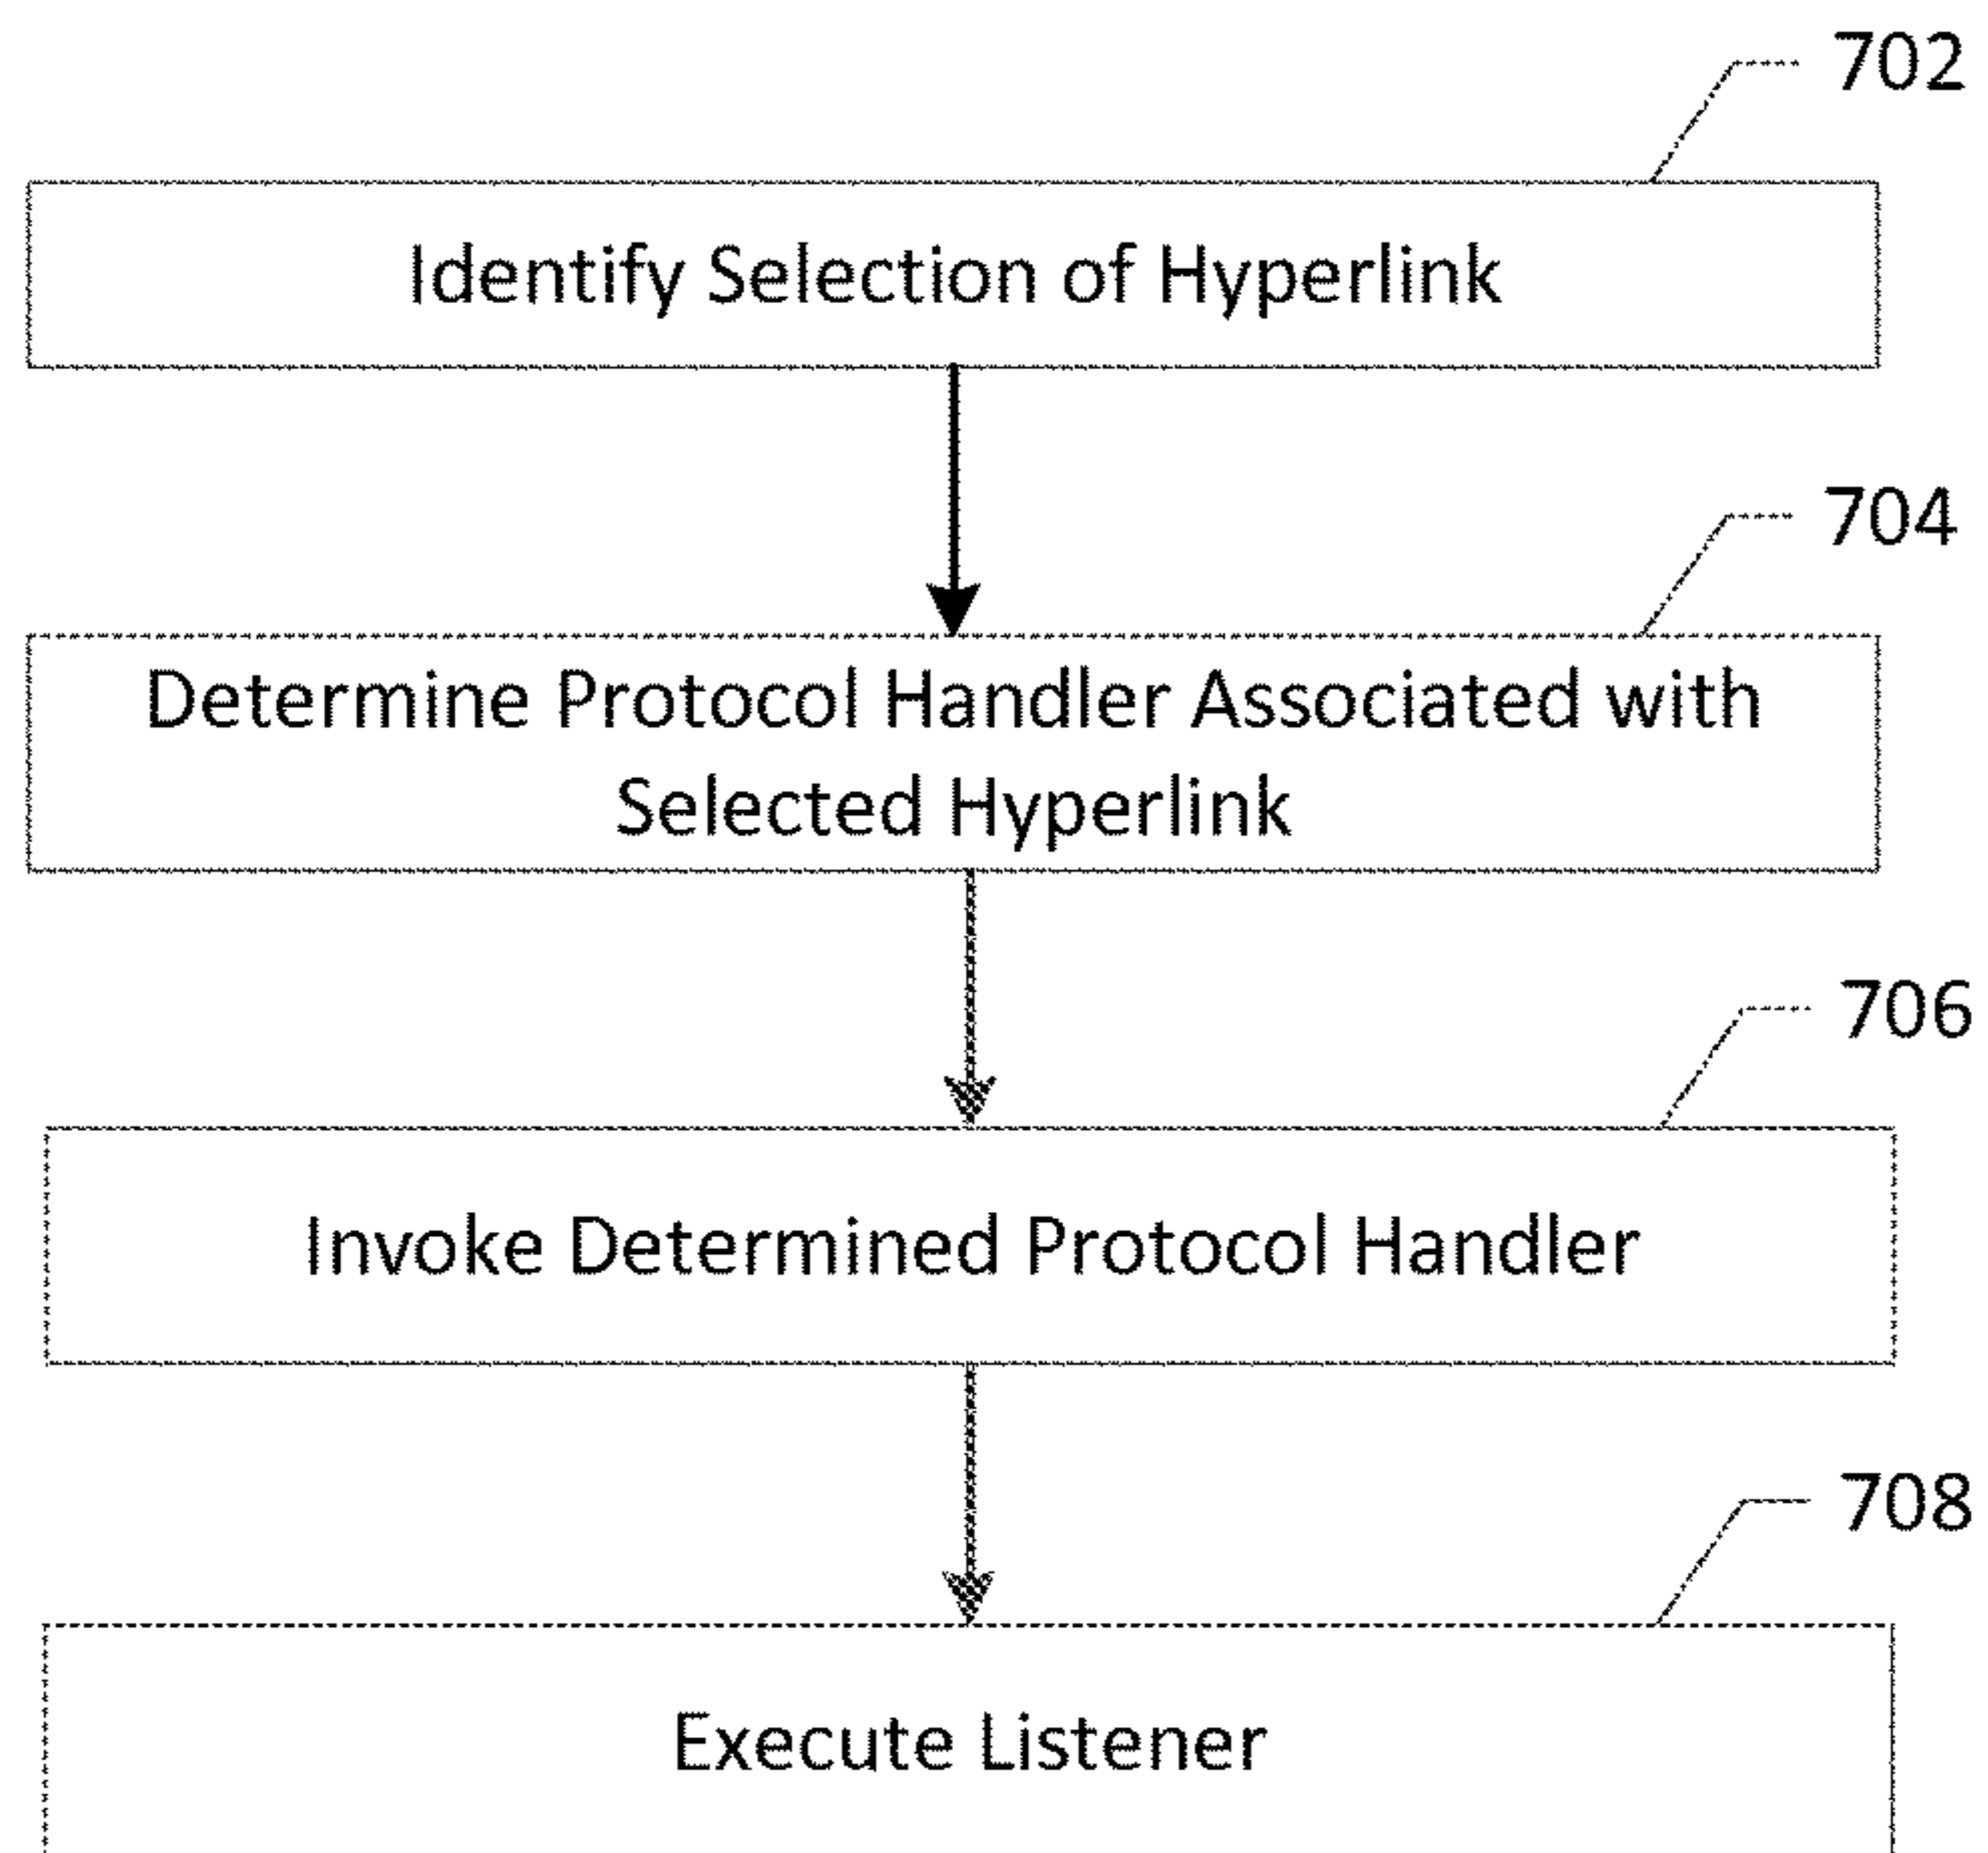 702
Identify Selection of Hyperlink
704
Determine Protocol Handler Associated with
Selected Hyperlink
706
Invoke Determined Protocol Handler
708
Execute Listener